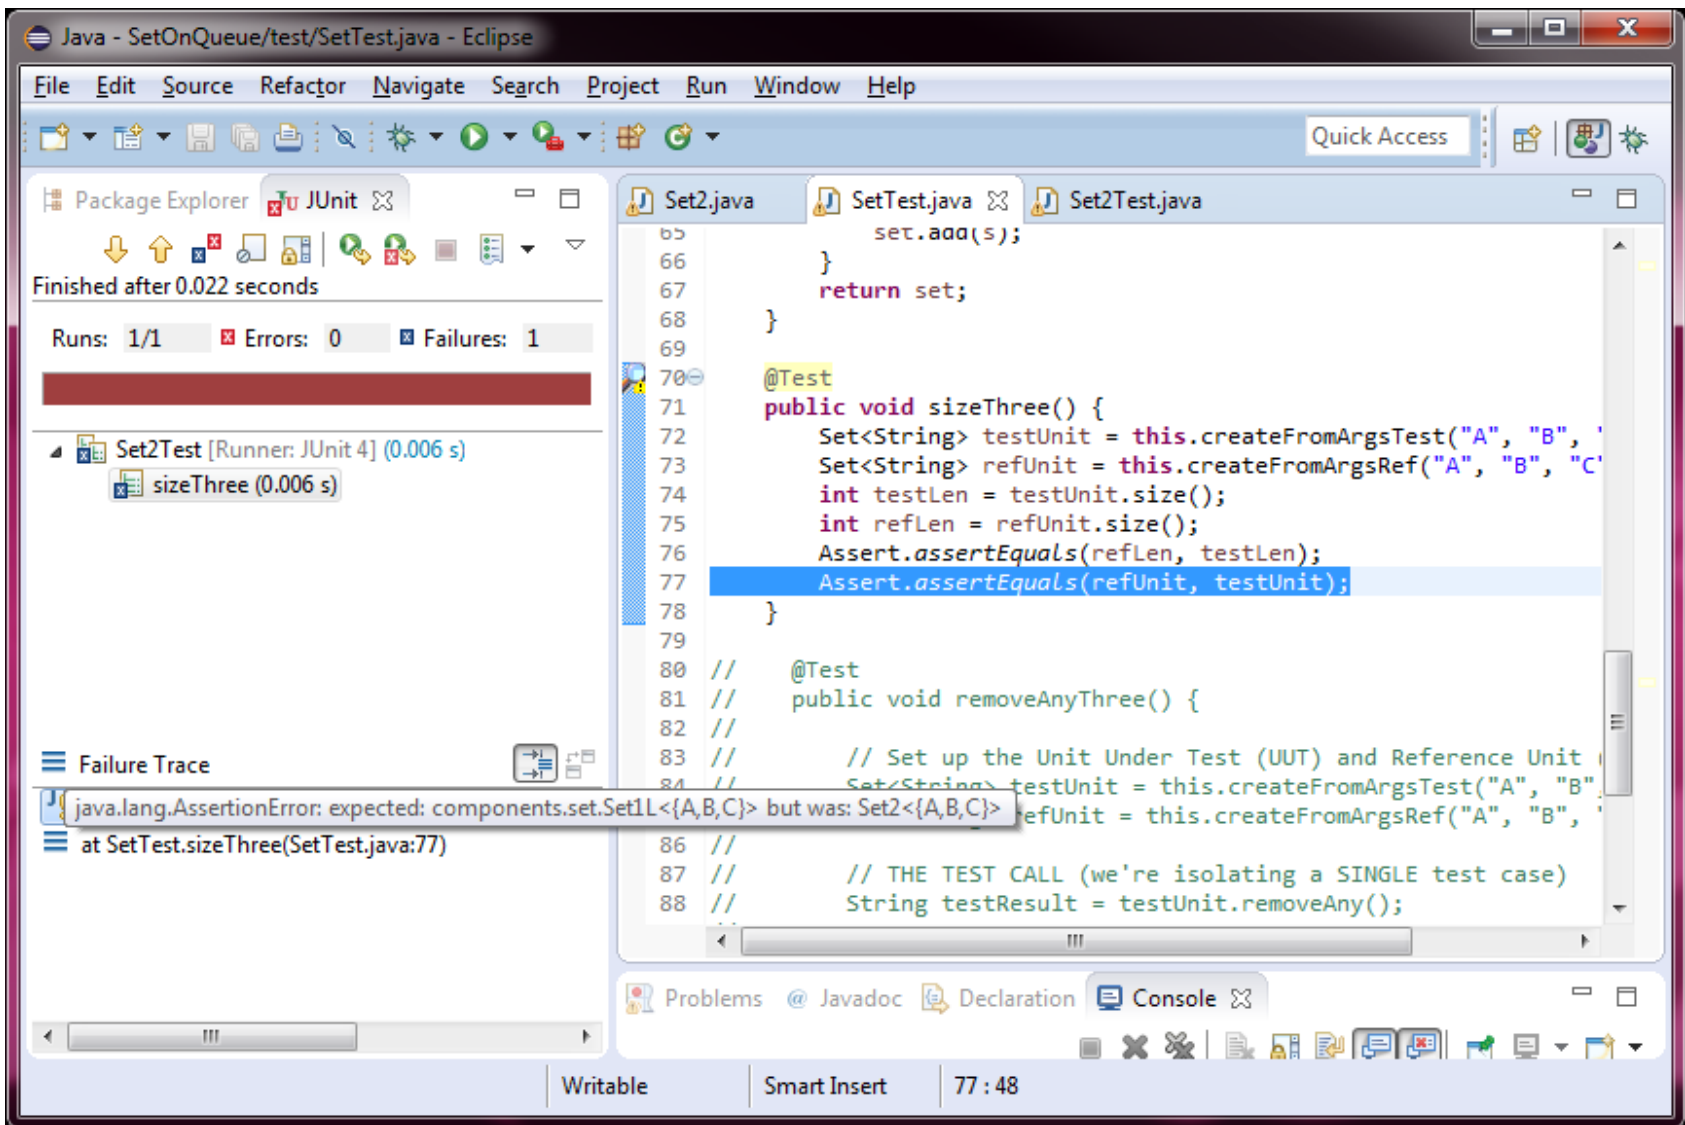 Java - SetOnQueue/test/SetTest.java - Eclipse
File Edit Source Refactor Navigate Search Project Run Window Help
Quick Access
Package Explorer JUnit
Finished after 0.022 seconds
Runs: 1/1 Errors: 0 Failures: 1
Set2Test [Runner: JUnit 4] (0.006 s)
sizeThree (0.006 s)
Failure Trace
java.lang.AssertionError: expected: components.set.Set1L<{A,B,C}> but was: Set2<{A,B,C}>
at SetTest.sizeThree(SetTest.java:77)
Set2.java SetTest.java Set2Test.java
65 set.add(s);
66 }
67 return set;
68 }
69
70 @Test
71 public void sizeThree() {
72 Set<String> testUnit = this.createFromArgsTest("A", "B", "
73 Set<String> refUnit = this.createFromArgsRef("A", "B", "C"
74 int testLen = testUnit.size();
75 int refLen = refUnit.size();
76 Assert.assertEquals(refLen, testLen);
77 Assert.assertEquals(refUnit, testUnit);
78 }
79
80 // @Test
81 // public void removeAnyThree() {
82 //
83 // // Set up the Unit Under Test (UUT) and Reference Unit
84 // Set<String> testUnit = this.createFromArgsTest("A", "B"
refUnit = this.createFromArgsRef("A", "B", "
86 //
87 // // THE TEST CALL (we're isolating a SINGLE test case)
88 // String testResult = testUnit.removeAny();
Problems Javadoc Declaration Console
Writable Smart Insert 77 : 48